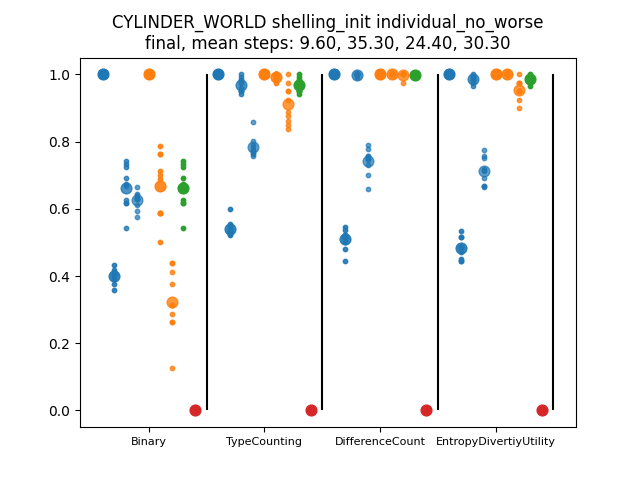 CYLINDER_WORLD shelling_init individual_no_worse
final, mean steps: 9.60, 35.30, 24.40, 30.30
1.0
0.8
0.6
0.4
0.2
0.0
Binary TypeCounting DifferenceCount EntropyDivertiyUtility